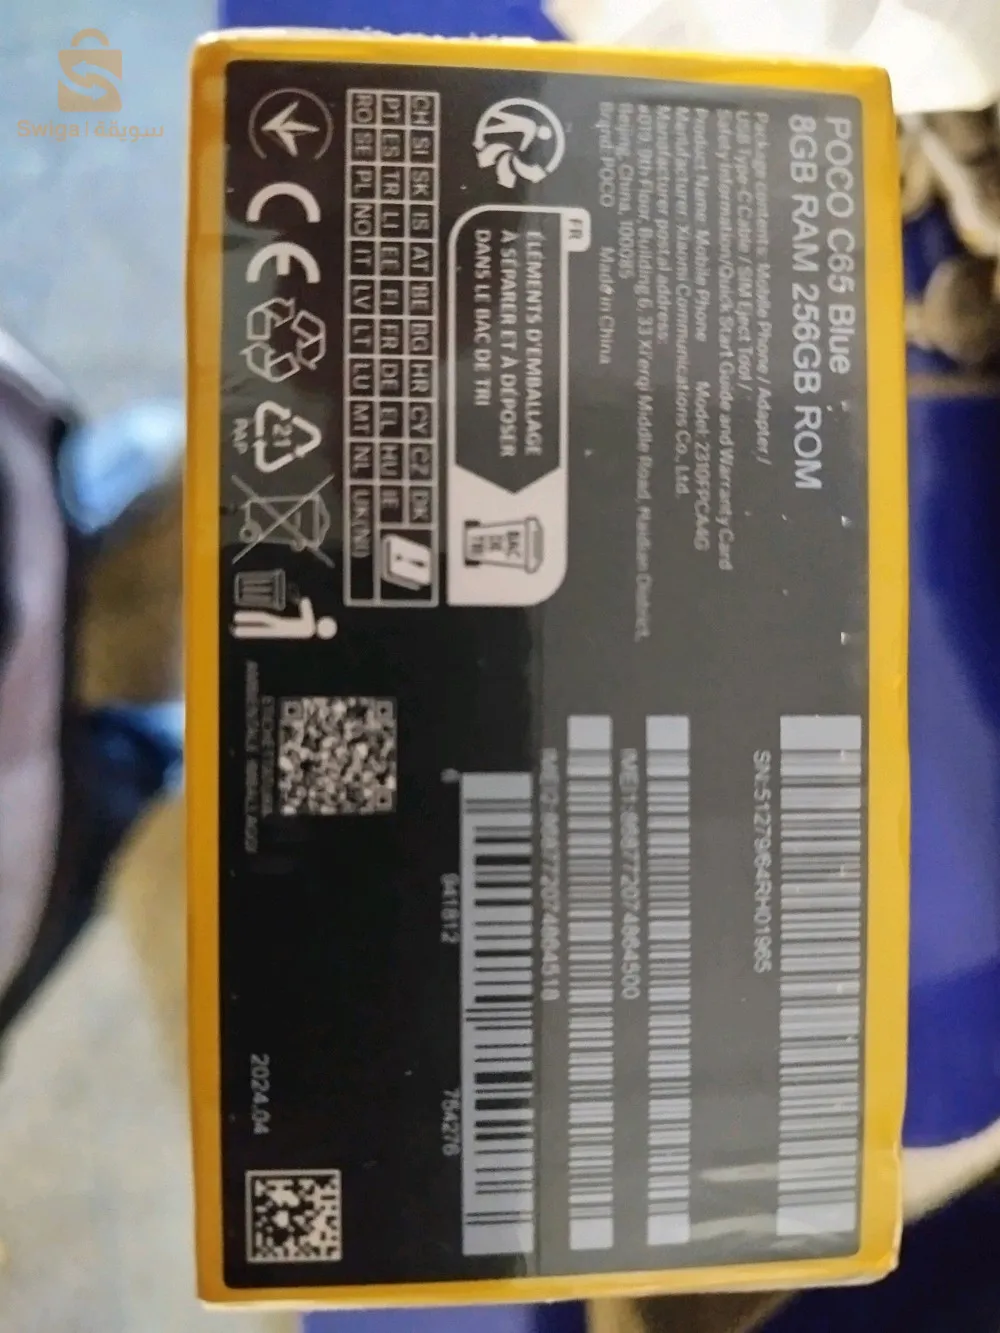 Swiga | سويقة
POCO C65 Blue
8GB RAM 256GB ROM
Package contents: Mobile Phone / Adapter /
USB Type-C Cable / SIM Eject Tool /
Safety Information/Quick Start Guide and Warranty Card
Product Name: Mobile Phone Model: 2310FPCA4G
Manufacturer: Xiaomi Communications Co., Ltd.
Manufacturer postal address:
#019, 9th Floor, Building 6, 33 Xi'erqi Middle Road, Haidian District,
Beijing, China, 100085
Brand: POCO Made in China
FR
ÉLÉMENTS D'EMBALLAGE
À SÉPARER ET À DÉPOSER
DANS LE BAC DE TRI
BAC
DE
TRI
CH SI SK IS AT BE BG HR CY CZ DK
PT ES TR LI EE FI FR DE EL HU IE
RO SE PL NO IT LV LT LU MT NL UK(NI)
CE
21
PAP
SN:51279/64RH01965
IMEI1:868772074864500
IMEI2:868772074864518
6 941812 754276
2024.04